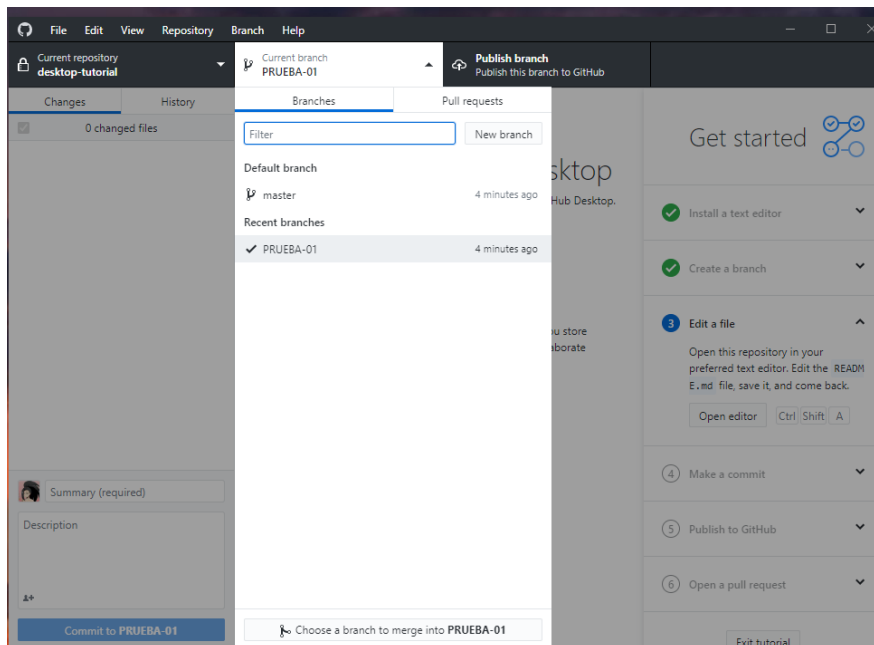 File Edit View Repository Branch Help
Current repository
desktop-tutorial
Current branch
PRUEBA-01
Publish branch
Publish this branch to GitHub
Changes History
0 changed files
Branches Pull requests
Filter
New branch
Default branch
master 4 minutes ago
Recent branches
PRUEBA-01 4 minutes ago
Choose a branch to merge into PRUEBA-01
Summary (required)
Description
Commit to PRUEBA-01
sktop
Hub Desktop.
ou store
aborate
Get started
Install a text editor
Create a branch
3 Edit a file
Open this repository in your
preferred text editor. Edit the READM
E.md file, save it, and come back.
Open editor Ctrl Shift A
4 Make a commit
5 Publish to GitHub
6 Open a pull request
Exit tutorial